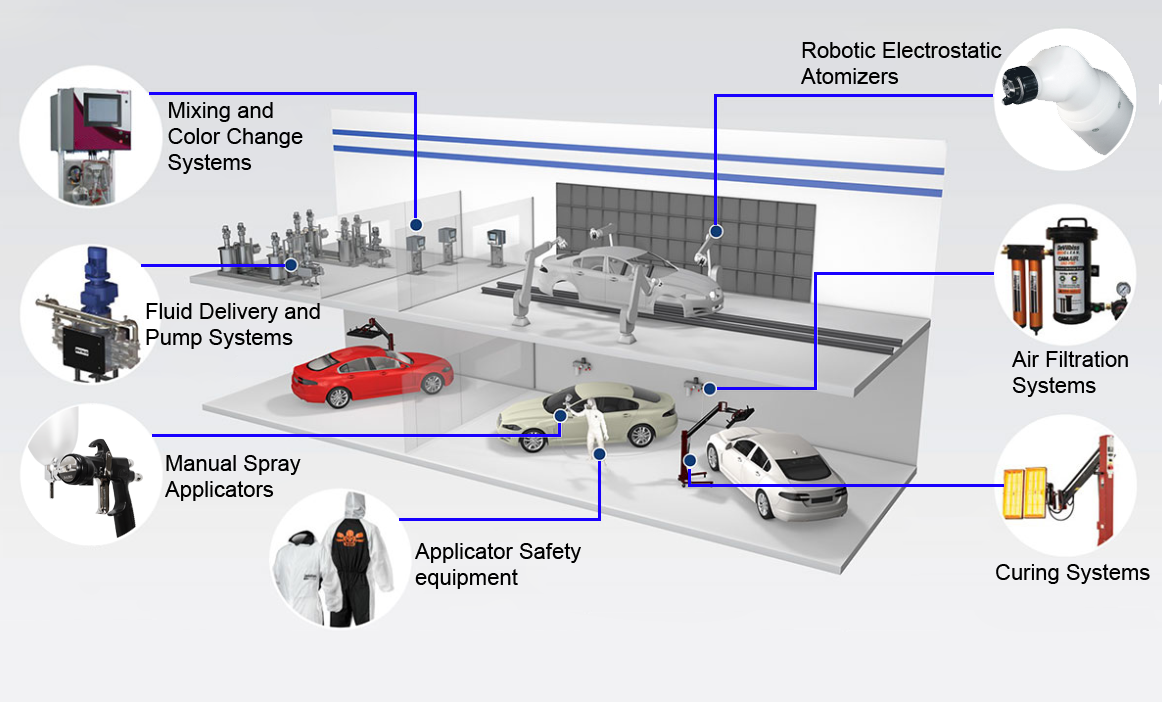 Robotic Electrostatic
Atomizers
Mixing and
Color Change
Systems
Fluid Delivery and
Pump Systems
Air Filtration
Systems
Manual Spray
Applicators
Applicator Safety
equipment
Curing Systems